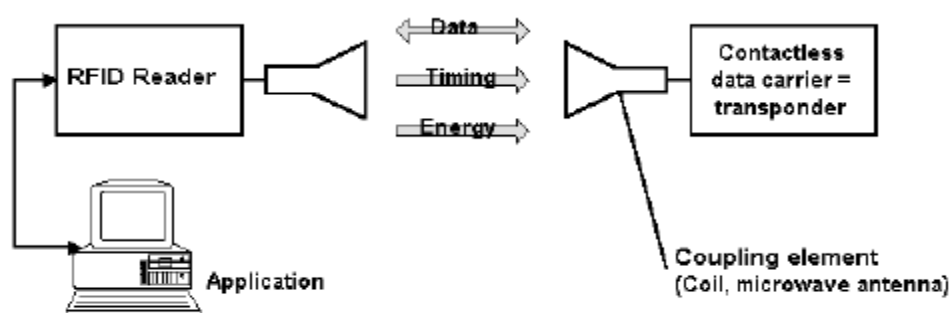 RFID Reader
Data
Timing
Energy
Contactless
data carrier =
transponder
Application
Coupling element
(Coil, microwave antenna)